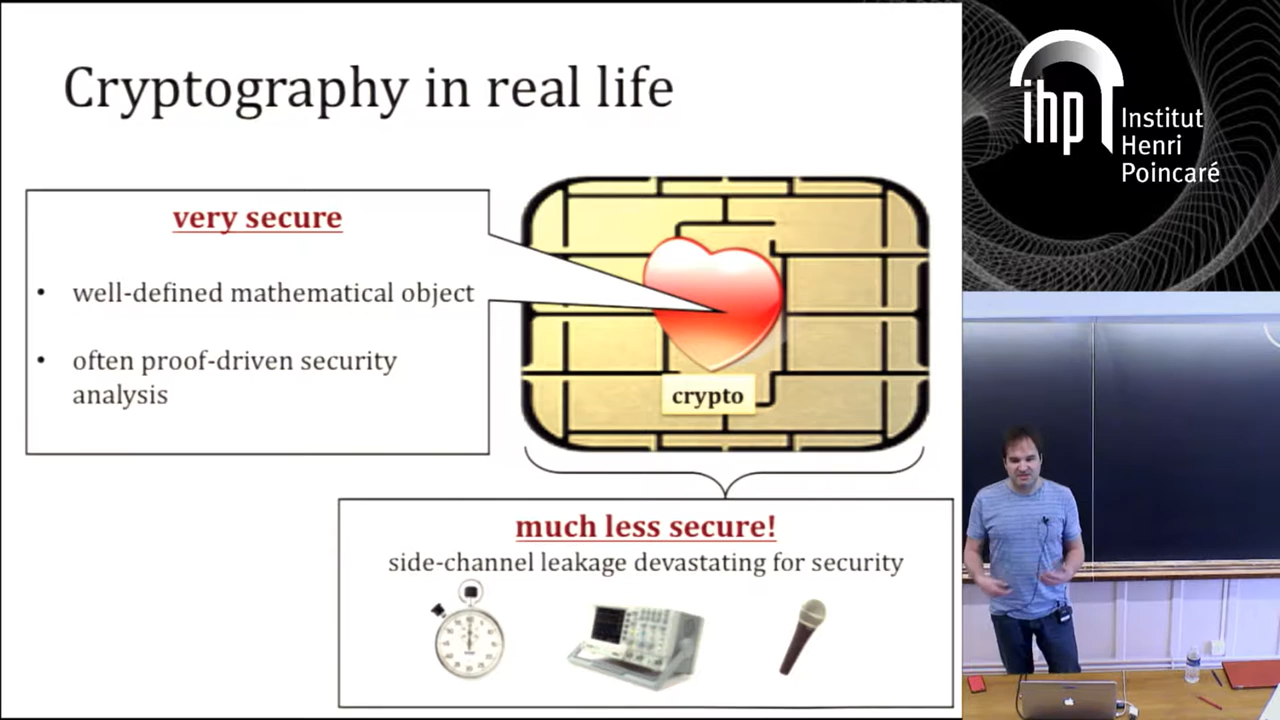 Cryptography in real life
very secure
• well-defined mathematical object
• often proof-driven security
analysis
crypto
much less secure!
side-channel leakage devastating for security
ihp
Institut
Henri
Poincaré